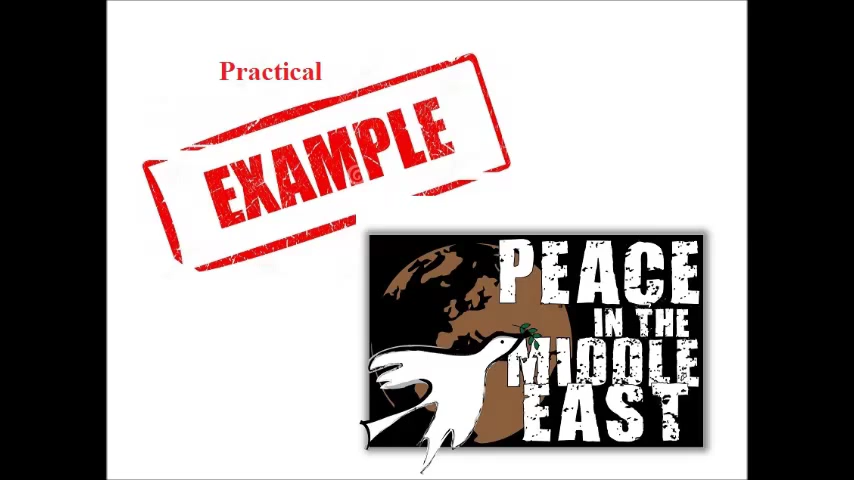 Practical
EXAMPLE
PEACE
IN THE
MIDDLE
EAST